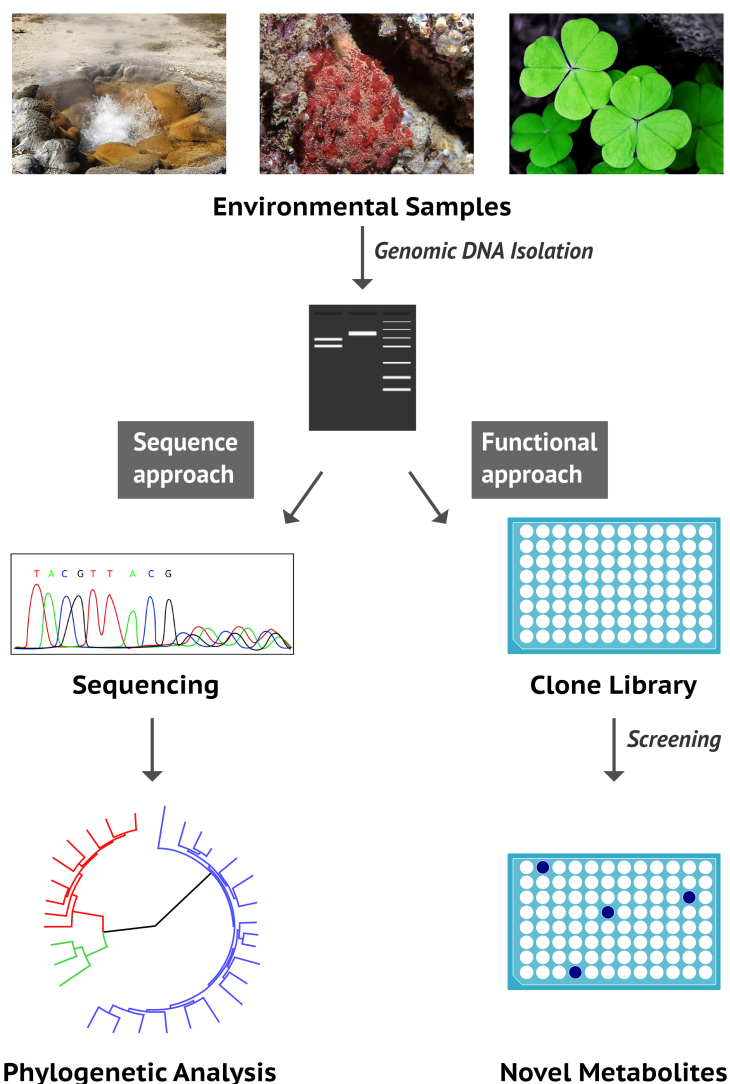 Environmental Samples
Genomic DNA Isolation
Sequence
approach
Functional
approach
T A C G T T A C G
Sequencing
Clone Library
Screening
Phylogenetic Analysis
Novel Metabolites